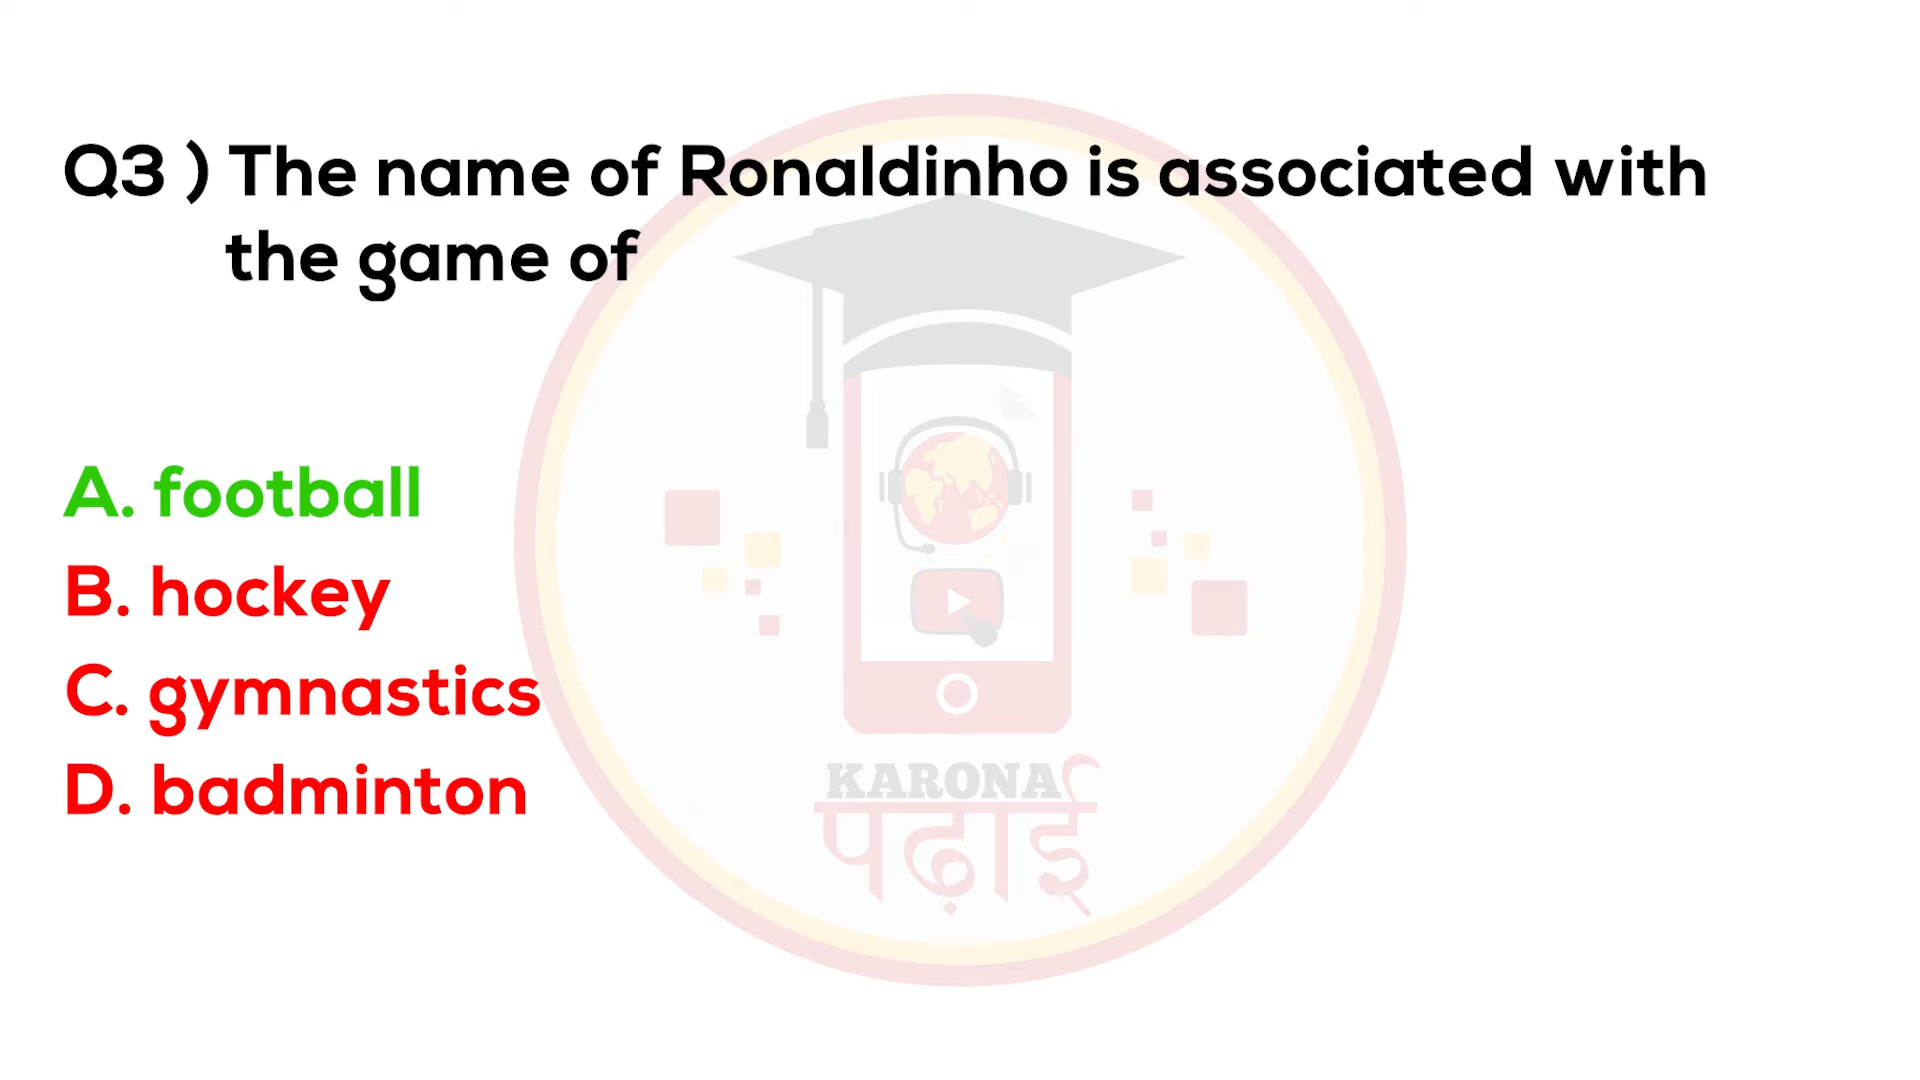 Q3 ) The name of Ronaldinho is associated with
the game of
A. football
B. hockey
C. gymnastics
D. badminton
KARONA
पढ़ाई